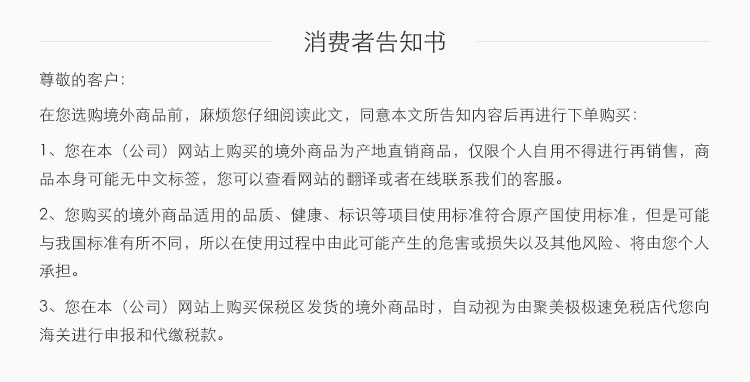 消费者告知书
尊敬的客户：
在您选购境外商品前，麻烦您仔细阅读此文，同意本文所告知内容后再进行下单购买：
1、您在本（公司）网站上购买的境外商品为产地直销商品，仅限个人自用不得进行再销售，商
品本身可能无中文标签，您可以查看网站的翻译或者在线联系我们的客服。
2、您购买的境外商品适用的品质、健康、标识等项目使用标准符合原产国使用标准，但是可能
与我国标准有所不同，所以在使用过程中由此可能产生的危害或损失以及其他风险、将由您个人
承担。
3、您在本（公司）网站上购买保税区发货的境外商品时，自动视为由聚美极极速免税店代您向
海关进行申报和代缴税款。